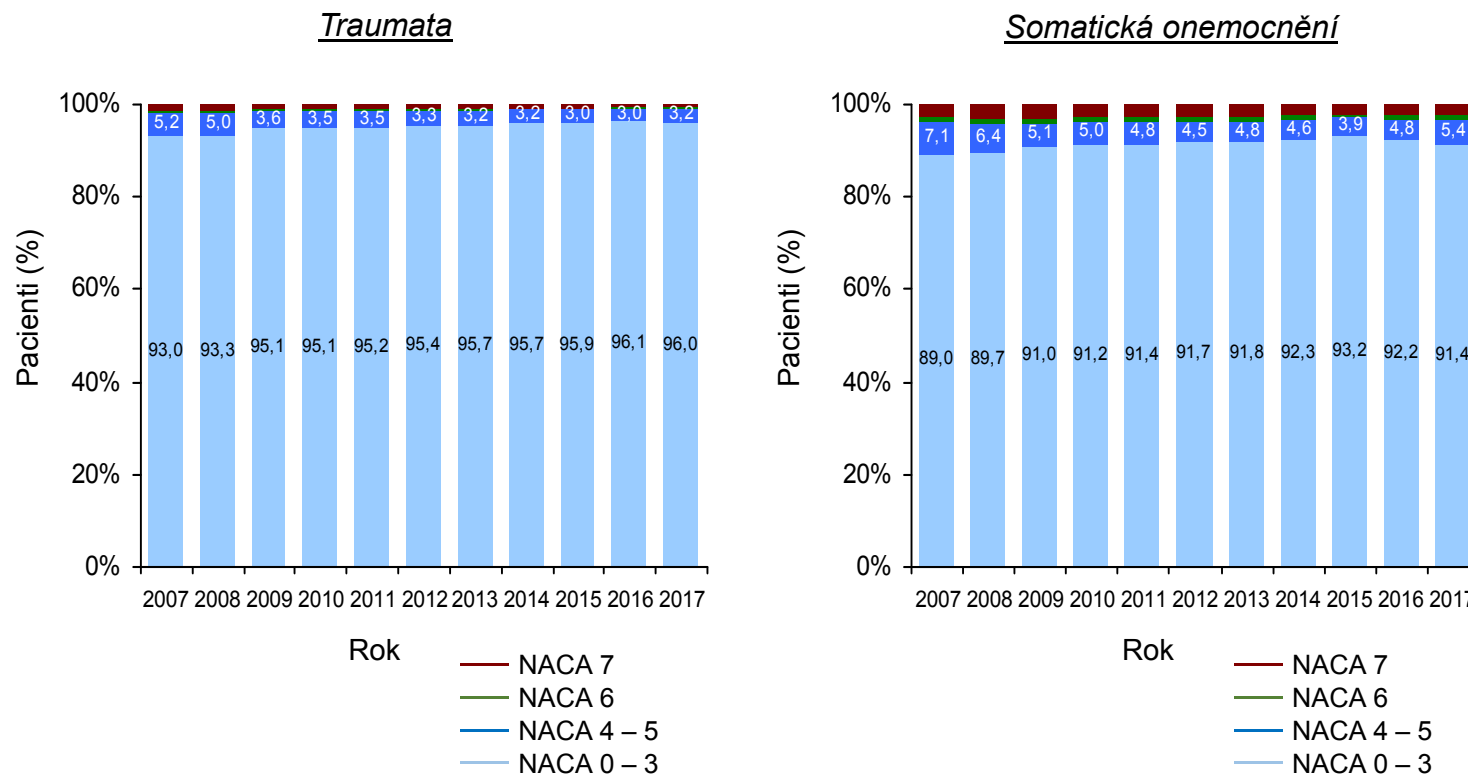 Traumata
100%
80%
60%
40%
20%
0%
Pacienti (%)
5,2 5,0 3,6 3,5 3,5 3,3 3,2 3,2 3,0 3,0 3,2
93,0 93,3 95,1 95,1 95,2 95,4 95,7 95,7 95,9 96,1 96,0
2007 2008 2009 2010 2011 2012 2013 2014 2015 2016 2017
Rok
NACA 7
NACA 6
NACA 4 – 5
NACA 0 – 3
Somatická onemocnění
100%
80%
60%
40%
20%
0%
Pacienti (%)
7,1 6,4 5,1 5,0 4,8 4,5 4,8 4,6 3,9 4,8 5,4
89,0 89,7 91,0 91,2 91,4 91,7 91,8 92,3 93,2 92,2 91,4
2007 2008 2009 2010 2011 2012 2013 2014 2015 2016 2017
Rok
NACA 7
NACA 6
NACA 4 – 5
NACA 0 – 3